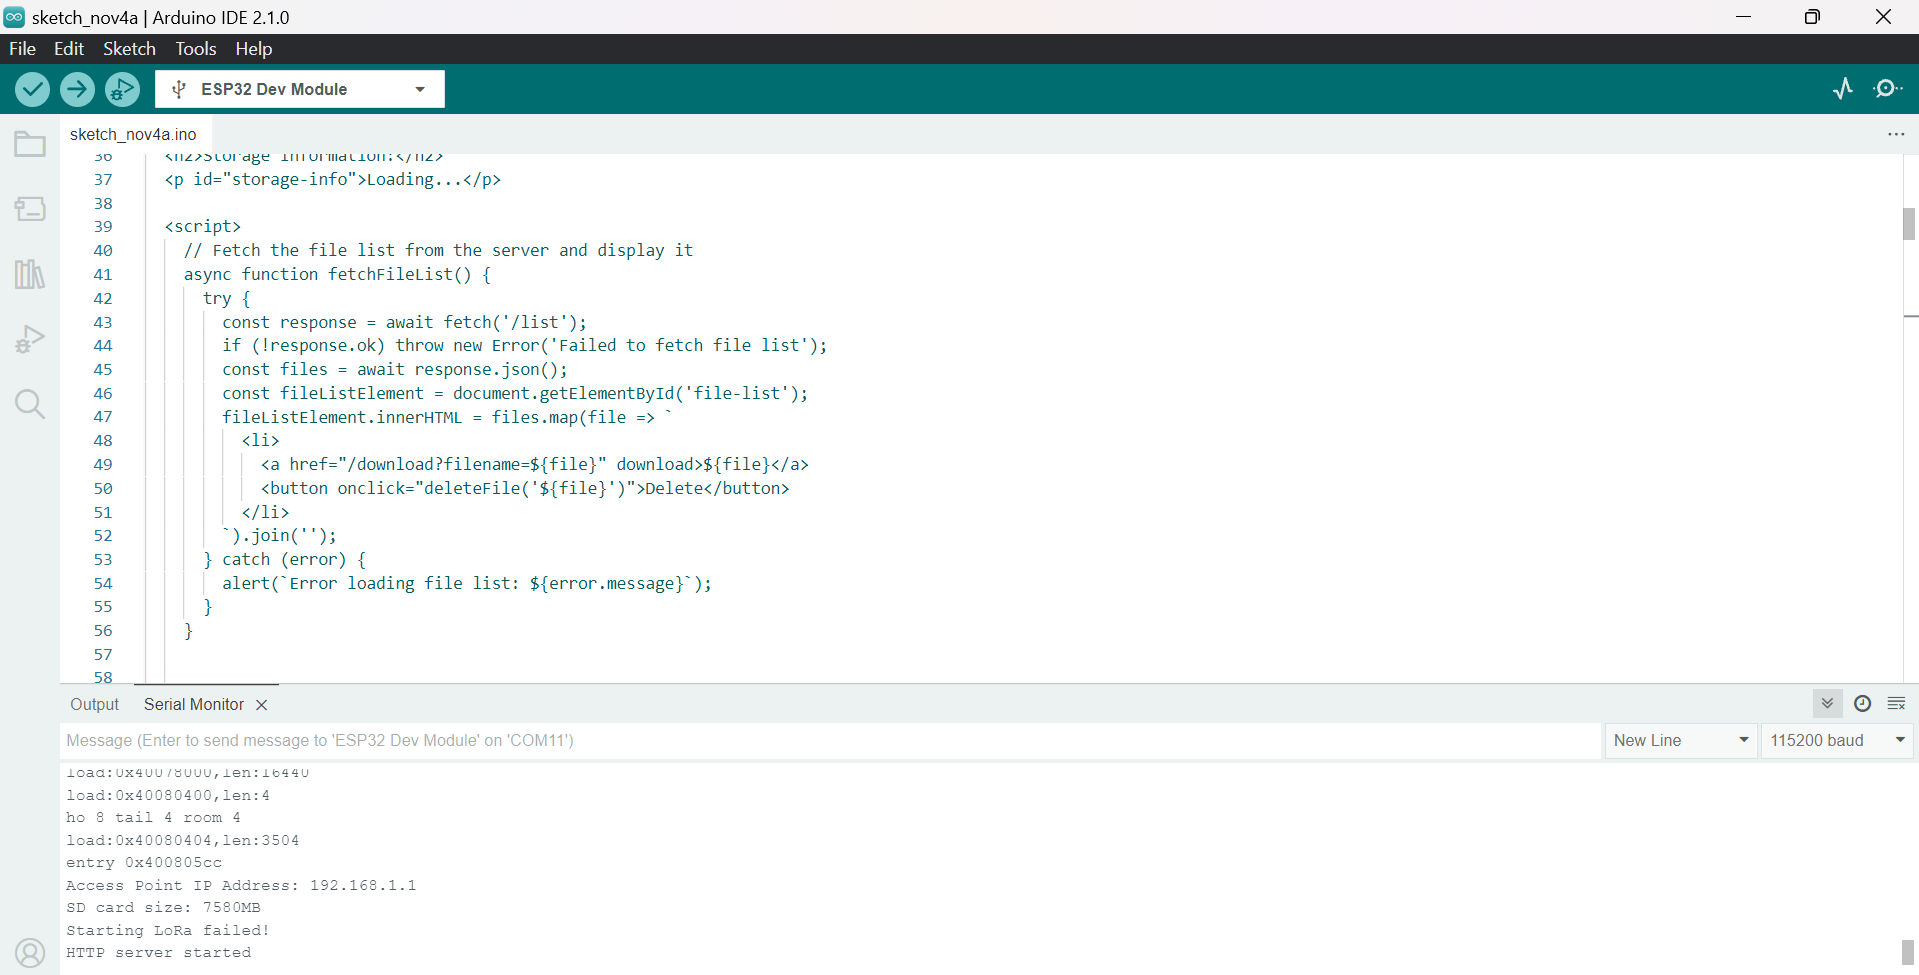 sketch_nov4a | Arduino IDE 2.1.0
File Edit Sketch Tools Help
ESP32 Dev Module
sketch_nov4a.ino
36 <h2>Storage Information:</h2>
37 <p id="storage-info">Loading...</p>
38
39 <script>
40 // Fetch the file list from the server and display it
41 async function fetchFileList() {
42 try {
43 const response = await fetch('/list');
44 if (!response.ok) throw new Error('Failed to fetch file list');
45 const files = await response.json();
46 const fileListElement = document.getElementById('file-list');
47 fileListElement.innerHTML = files.map(file => `
48 <li>
49 <a href="/download?filename=${file}" download>${file}</a>
50 <button onclick="deleteFile('${file}')">Delete</button>
51 </li>
52 `).join('');
53 } catch (error) {
54 alert(`Error loading file list: ${error.message}`);
55 }
56 }
57
58
Output Serial Monitor
Message (Enter to send message to 'ESP32 Dev Module' on 'COM11') New Line 115200 baud
load:0x40078000,len:16440
load:0x40080400,len:4
ho 8 tail 4 room 4
load:0x40080404,len:3504
entry 0x400805cc
Access Point IP Address: 192.168.1.1
SD card size: 7580MB
Starting LoRa failed!
HTTP server started